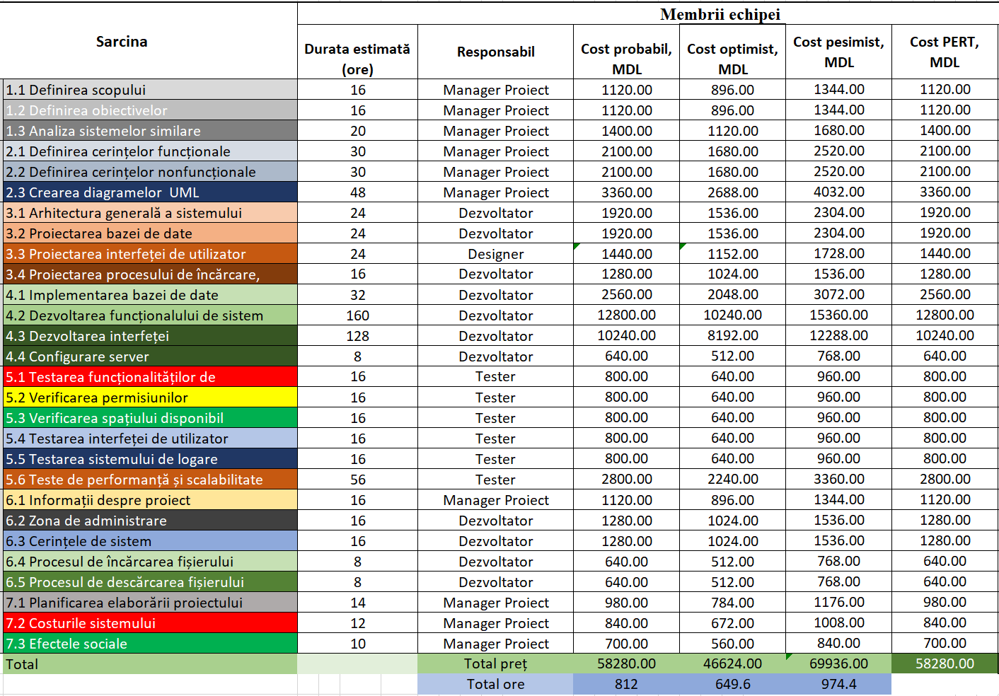 Membrii echipei
Sarcina
Durata estimată (ore) Responsabil Cost probabil, MDL Cost optimist, MDL Cost pesimist, MDL Cost PERT, MDL
1.1 Definirea scopului 16 Manager Proiect 1120.00 896.00 1344.00 1120.00
1.2 Definirea obiectivelor 16 Manager Proiect 1120.00 896.00 1344.00 1120.00
1.3 Analiza sistemelor similare 20 Manager Proiect 1400.00 1120.00 1680.00 1400.00
2.1 Definirea cerințelor funcționale 30 Manager Proiect 2100.00 1680.00 2520.00 2100.00
2.2 Definirea cerințelor nonfuncționale 30 Manager Proiect 2100.00 1680.00 2520.00 2100.00
2.3 Crearea diagramelor UML 48 Manager Proiect 3360.00 2688.00 4032.00 3360.00
3.1 Arhitectura generală a sistemului 24 Dezvoltator 1920.00 1536.00 2304.00 1920.00
3.2 Proiectarea bazei de date 24 Dezvoltator 1920.00 1536.00 2304.00 1920.00
3.3 Proiectarea interfeței de utilizator 24 Designer 1440.00 1152.00 1728.00 1440.00
3.4 Proiectarea procesului de încărcare, 16 Dezvoltator 1280.00 1024.00 1536.00 1280.00
4.1 Implementarea bazei de date 32 Dezvoltator 2560.00 2048.00 3072.00 2560.00
4.2 Dezvoltarea funcționalului de sistem 160 Dezvoltator 12800.00 10240.00 15360.00 12800.00
4.3 Dezvoltarea interfeței 128 Dezvoltator 10240.00 8192.00 12288.00 10240.00
4.4 Configurare server 8 Dezvoltator 640.00 512.00 768.00 640.00
5.1 Testarea funcționalităților de 16 Tester 800.00 640.00 960.00 800.00
5.2 Verificarea permisiunilor 16 Tester 800.00 640.00 960.00 800.00
5.3 Verificarea spațiului disponibil 16 Tester 800.00 640.00 960.00 800.00
5.4 Testarea interfeței de utilizator 16 Tester 800.00 640.00 960.00 800.00
5.5 Testarea sistemului de logare 16 Tester 800.00 640.00 960.00 800.00
5.6 Teste de performanță și scalabilitate 56 Tester 2800.00 2240.00 3360.00 2800.00
6.1 Informații despre proiect 16 Manager Proiect 1120.00 896.00 1344.00 1120.00
6.2 Zona de administrare 16 Dezvoltator 1280.00 1024.00 1536.00 1280.00
6.3 Cerințele de sistem 16 Dezvoltator 1280.00 1024.00 1536.00 1280.00
6.4 Procesul de încărcarea fișierului 8 Dezvoltator 640.00 512.00 768.00 640.00
6.5 Procesul de descărcarea fișierului 8 Dezvoltator 640.00 512.00 768.00 640.00
7.1 Planificarea elaborării proiectului 14 Manager Proiect 980.00 784.00 1176.00 980.00
7.2 Costurile sistemului 12 Manager Proiect 840.00 672.00 1008.00 840.00
7.3 Efectele sociale 10 Manager Proiect 700.00 560.00 840.00 700.00
Total Total preț 58280.00 46624.00 69936.00 58280.00
Total ore 812 649.6 974.4